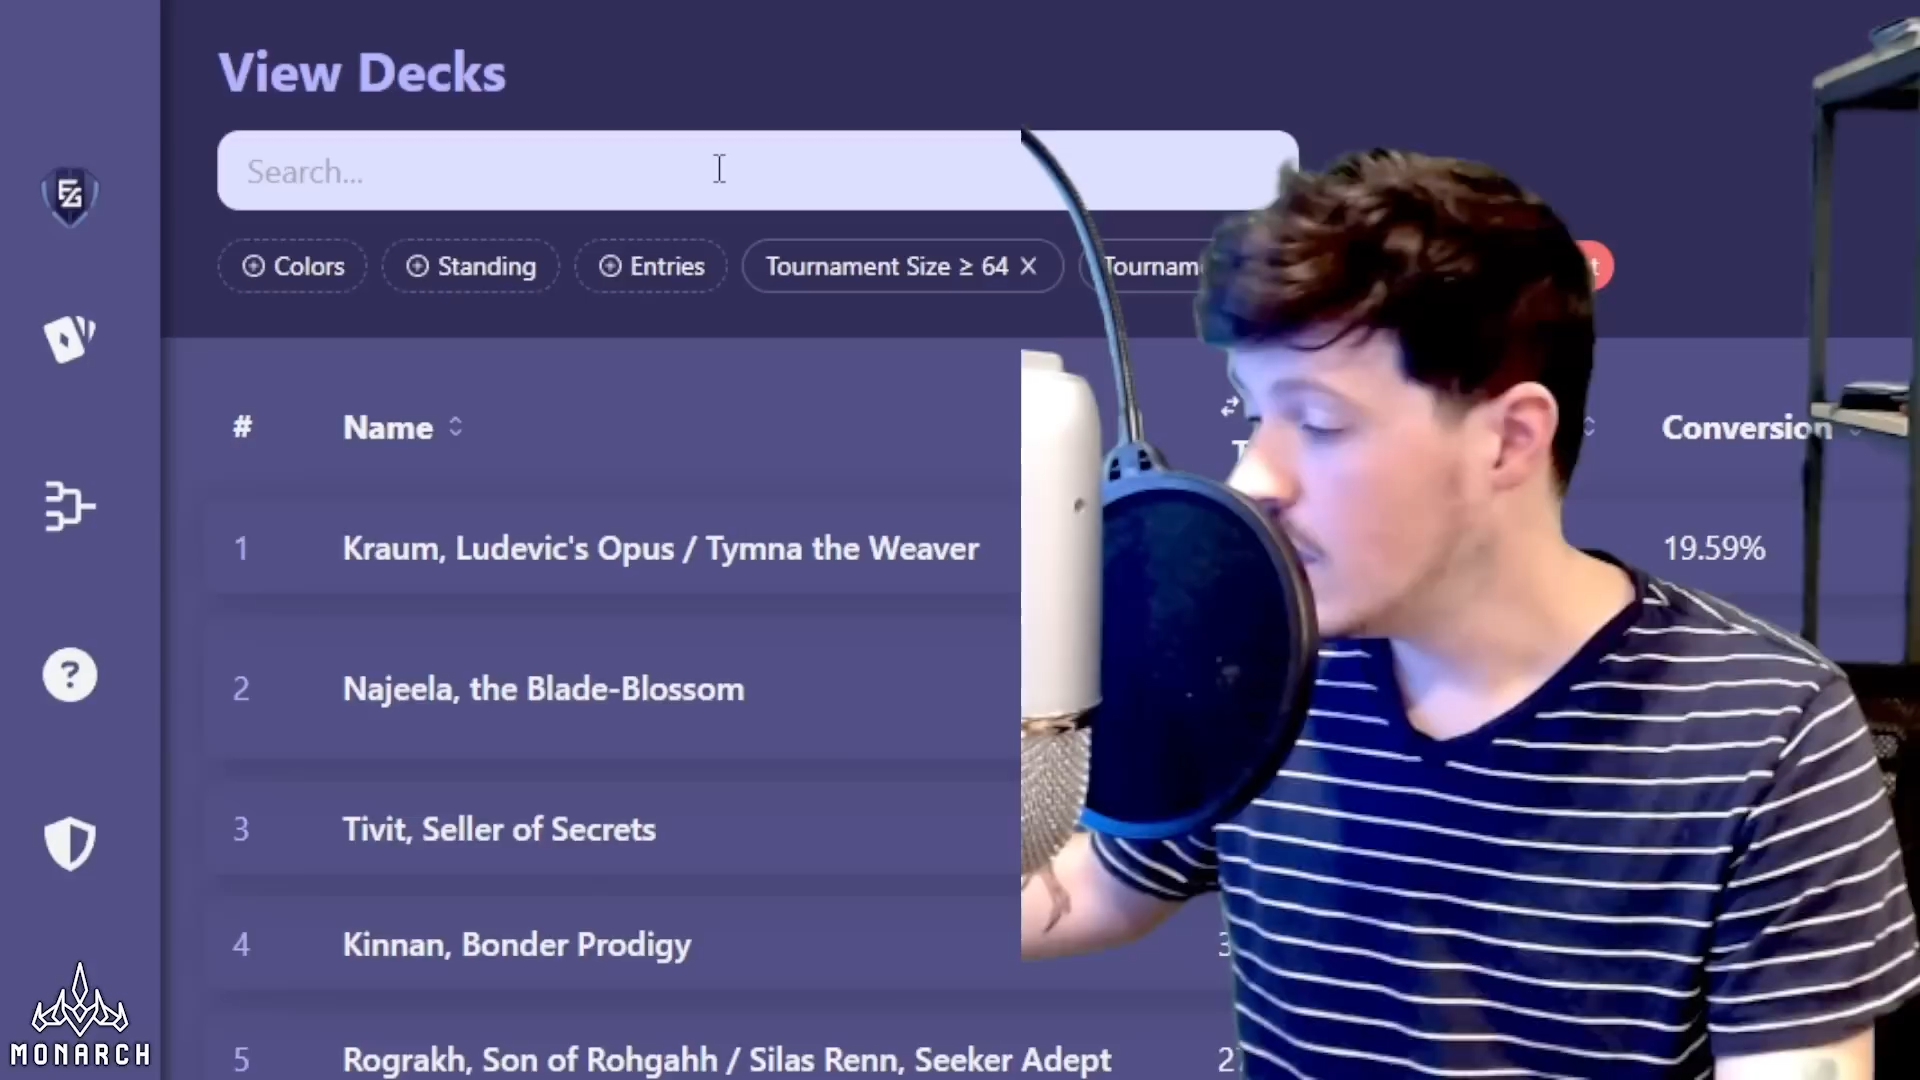 View Decks
Search...
Colors
Standing
Entries
Tournament Size ≥ 64
# Name Conversion
1 Kraum, Ludevic's Opus / Tymna the Weaver 19.59%
2 Najeela, the Blade-Blossom
3 Tivit, Seller of Secrets
4 Kinnan, Bonder Prodigy
5 Rograkh, Son of Rohgahh / Silas Renn, Seeker Adept
?
MONARCH